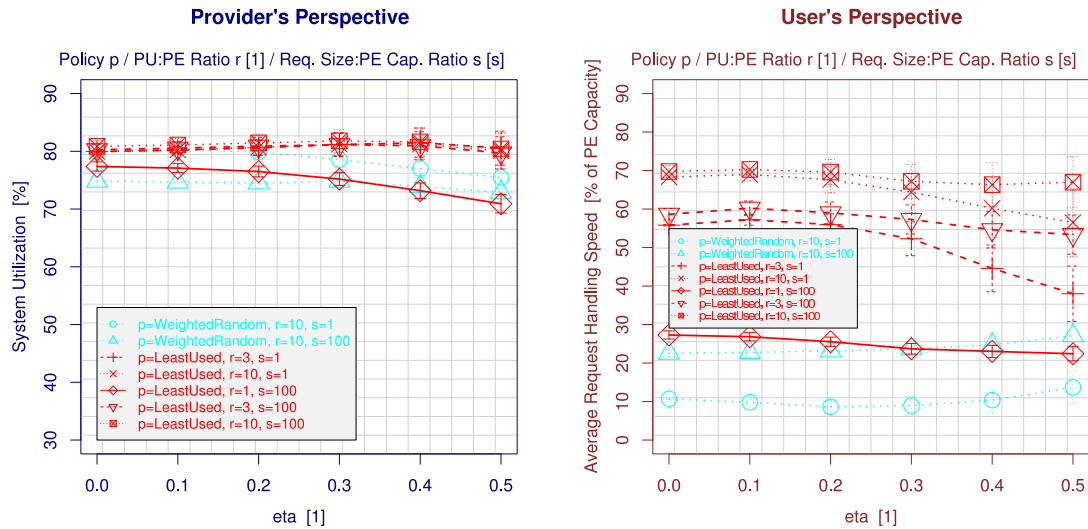 Provider's Perspective
Policy p / PU:PE Ratio r [1] / Req. Size:PE Cap. Ratio s [s]
System Utilization [%]
90
80
70
60
50
40
30
p=WeightedRandom, r=10, s=1
p=WeightedRandom, r=10, s=100
p=LeastUsed, r=3, s=1
p=LeastUsed, r=10, s=1
p=LeastUsed, r=1, s=100
p=LeastUsed, r=3, s=100
p=LeastUsed, r=10, s=100
0.0 0.1 0.2 0.3 0.4 0.5
eta [1]
User's Perspective
Policy p / PU:PE Ratio r [1] / Req. Size:PE Cap. Ratio s [s]
Average Request Handling Speed [% of PE Capacity]
90
80
70
60
50
40
30
20
10
0
p=WeightedRandom, r=10, s=1
p=WeightedRandom, r=10, s=100
p=LeastUsed, r=3, s=1
p=LeastUsed, r=10, s=1
p=LeastUsed, r=1, s=100
p=LeastUsed, r=3, s=100
p=LeastUsed, r=10, s=100
0.0 0.1 0.2 0.3 0.4 0.5
eta [1]